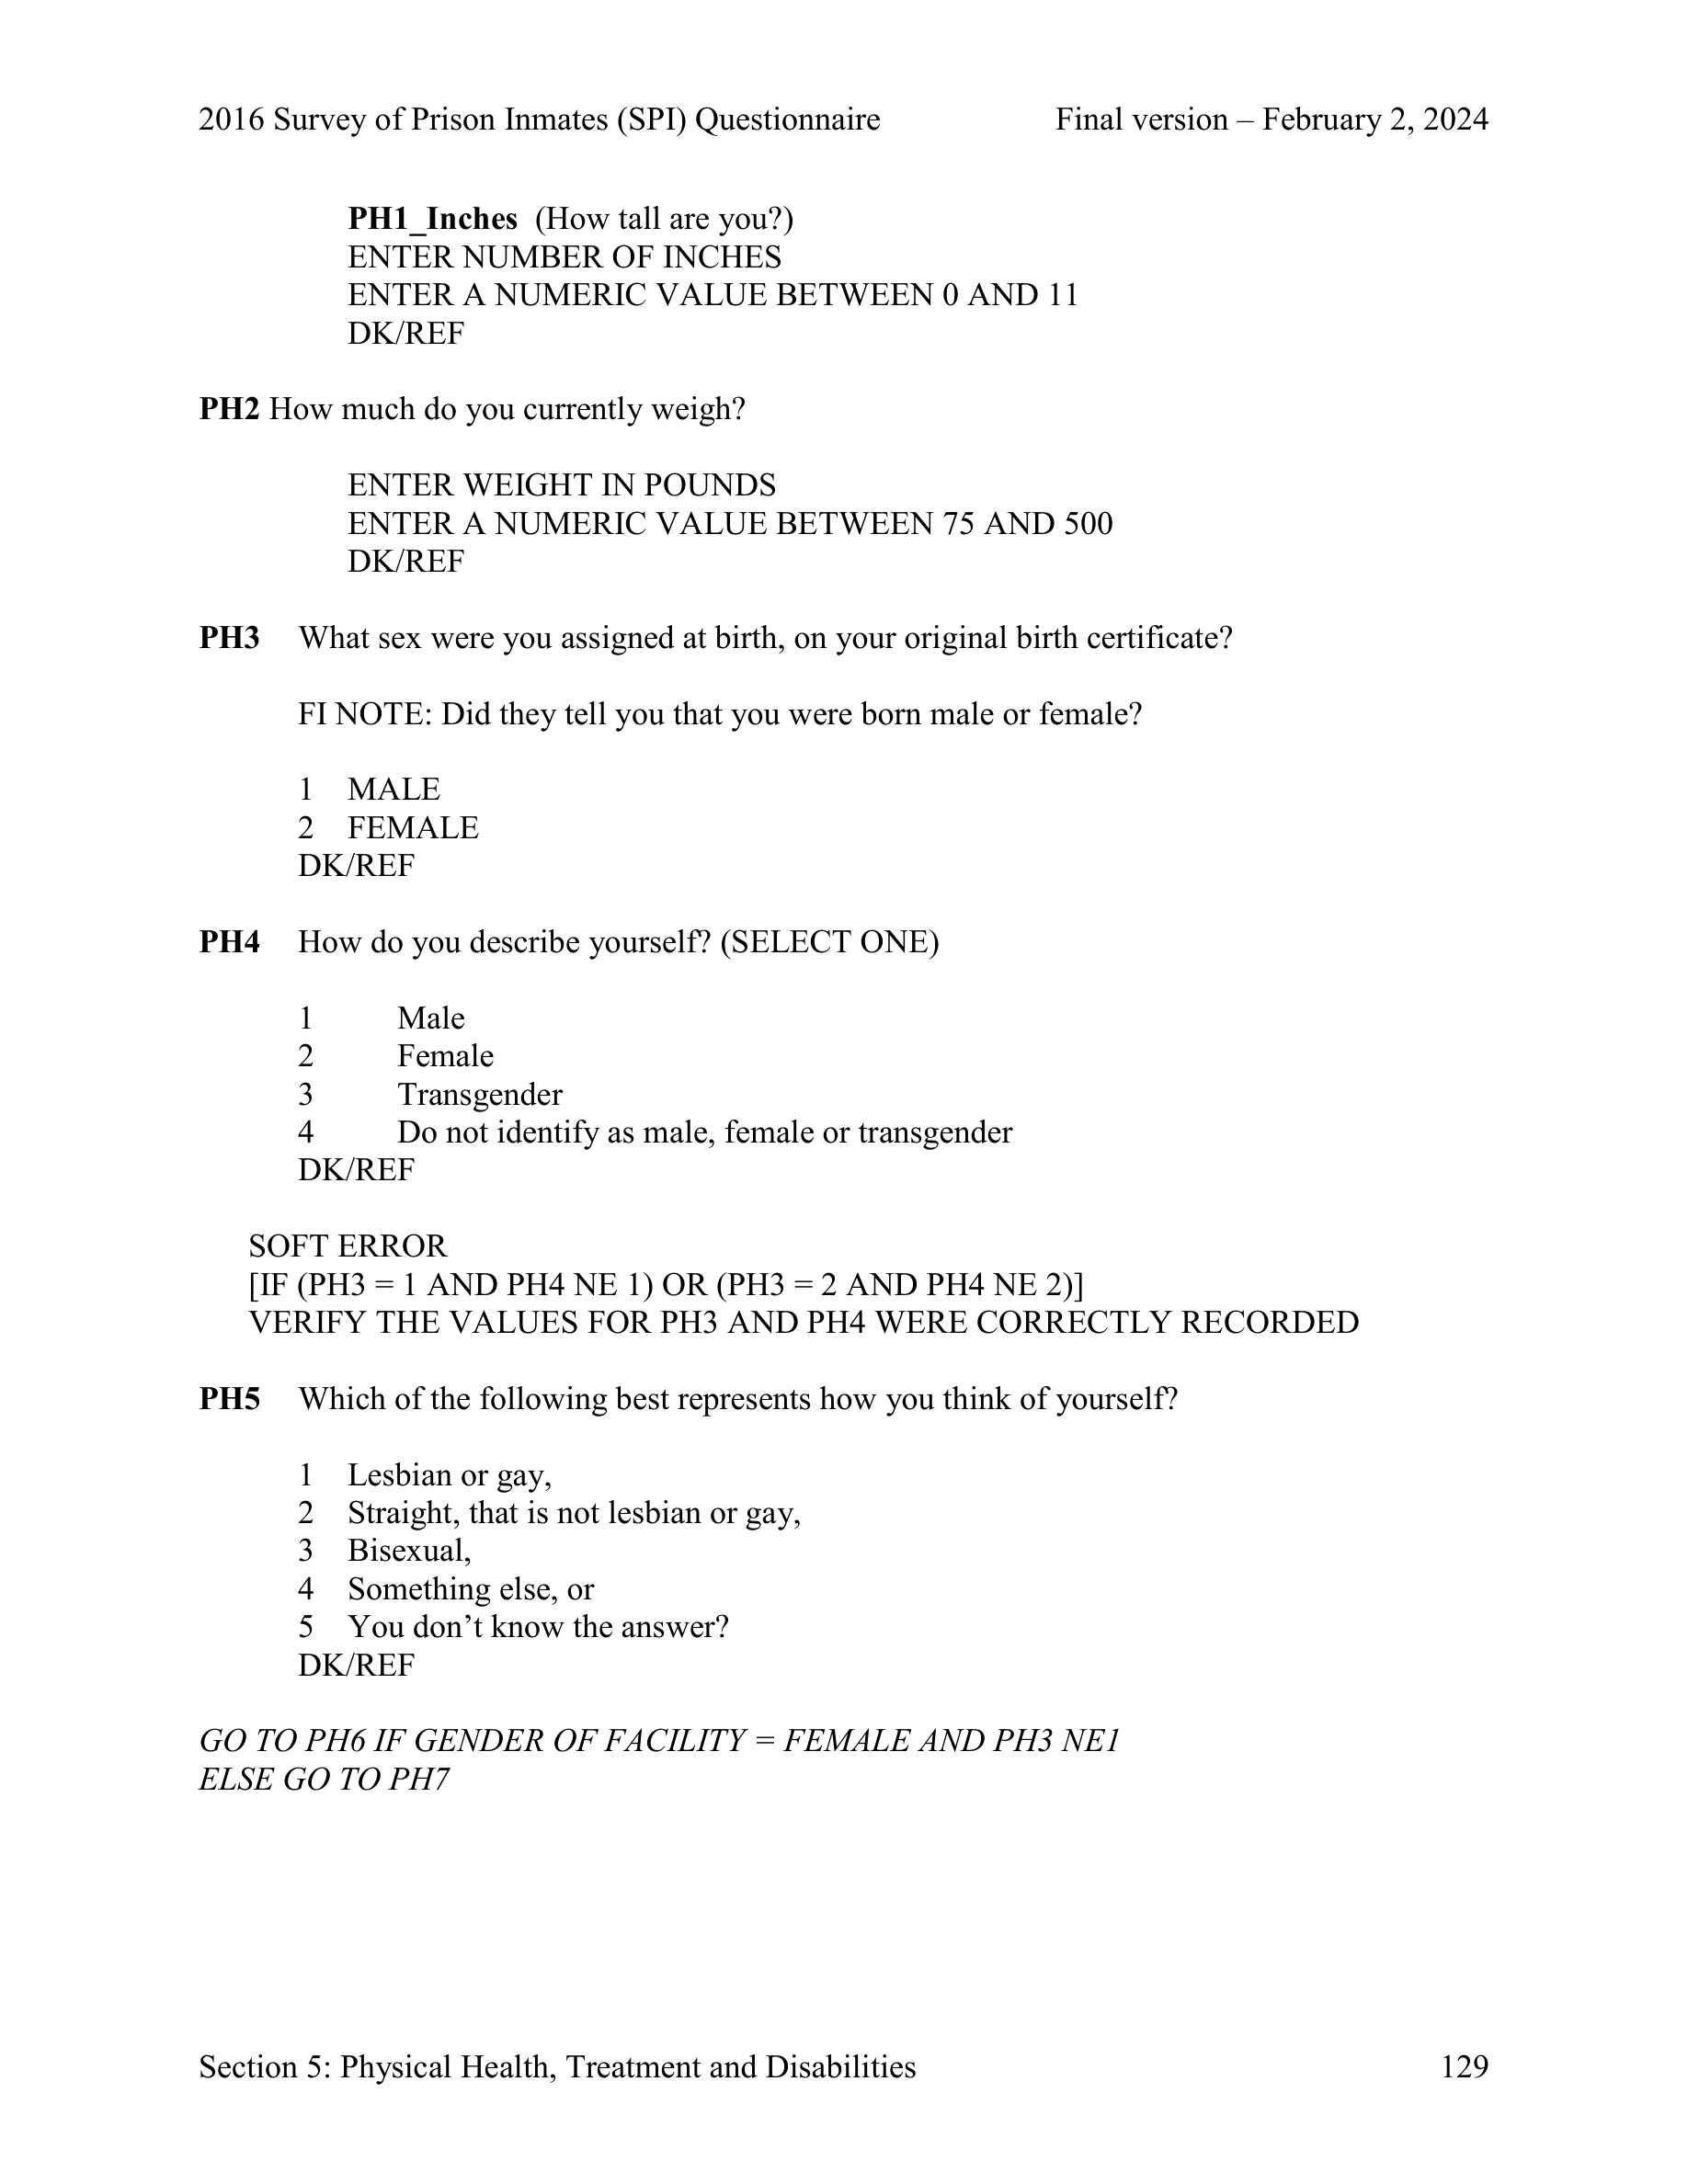 2016 Survey of Prison Inmates (SPI) Questionnaire Final version – February 2, 2024
PH1_Inches (How tall are you?)
ENTER NUMBER OF INCHES
ENTER A NUMERIC VALUE BETWEEN 0 AND 11
DK/REF
PH2 How much do you currently weigh?
ENTER WEIGHT IN POUNDS
ENTER A NUMERIC VALUE BETWEEN 75 AND 500
DK/REF
PH3 What sex were you assigned at birth, on your original birth certificate?
FI NOTE: Did they tell you that you were born male or female?
1 MALE
2 FEMALE
DK/REF
PH4 How do you describe yourself? (SELECT ONE)
1 Male
2 Female
3 Transgender
4 Do not identify as male, female or transgender
DK/REF
SOFT ERROR
[IF (PH3 = 1 AND PH4 NE 1) OR (PH3 = 2 AND PH4 NE 2)]
VERIFY THE VALUES FOR PH3 AND PH4 WERE CORRECTLY RECORDED
PH5 Which of the following best represents how you think of yourself?
1 Lesbian or gay,
2 Straight, that is not lesbian or gay,
3 Bisexual,
4 Something else, or
5 You don’t know the answer?
DK/REF
GO TO PH6 IF GENDER OF FACILITY = FEMALE AND PH3 NE1
ELSE GO TO PH7
Section 5: Physical Health, Treatment and Disabilities 129